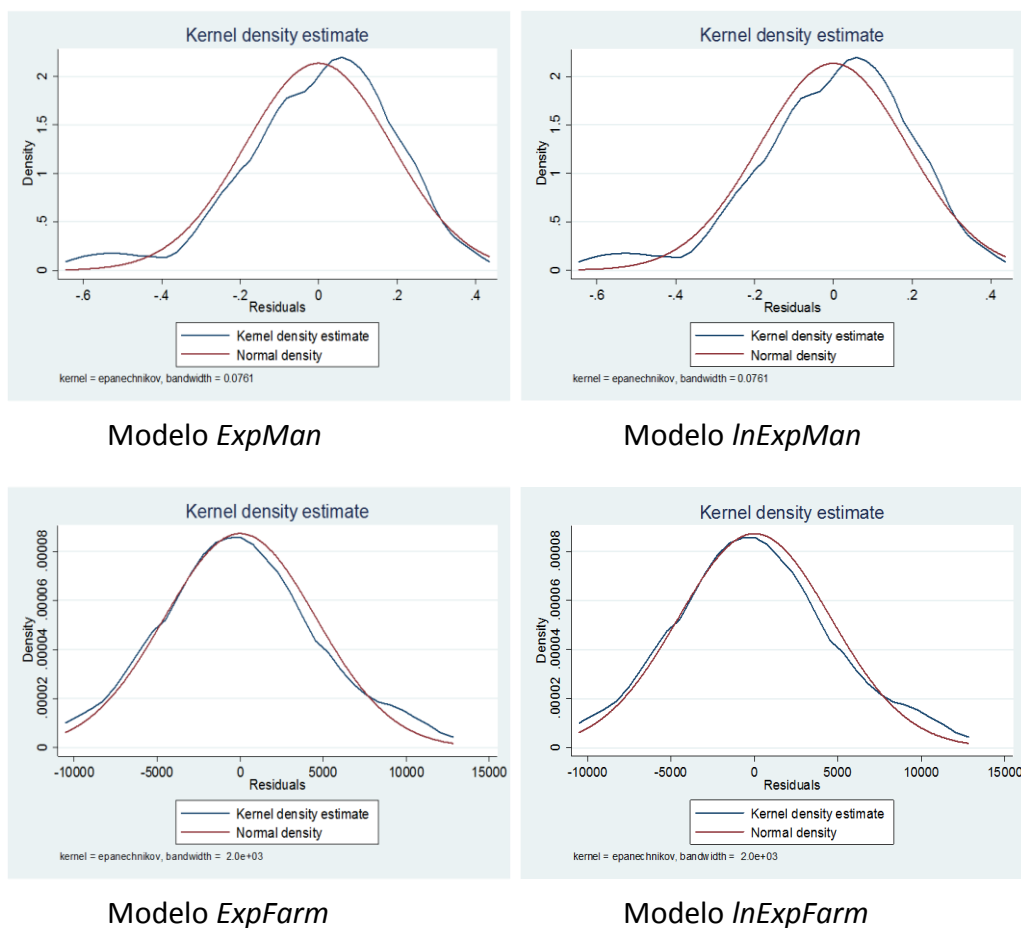 Kernel density estimate
Density
0
.5
1
1.5
2
-.6
-.4
-.2
0
.2
.4
Residuals
Kernel density estimate
Normal density
kernel = epanechnikov, bandwidth = 0.0761
Modelo ExpMan
Kernel density estimate
Density
0
.5
1
1.5
2
-.6
-.4
-.2
0
.2
.4
Residuals
Kernel density estimate
Normal density
kernel = epanechnikov, bandwidth = 0.0761
Modelo lnExpMan
Kernel density estimate
Density
0
.00002
.00004
.00006
.00008
-10000
-5000
0
5000
10000
15000
Residuals
Kernel density estimate
Normal density
kernel = epanechnikov, bandwidth = 2.0e+03
Modelo ExpFarm
Kernel density estimate
Density
0
.00002
.00004
.00006
.00008
-10000
-5000
0
5000
10000
15000
Residuals
Kernel density estimate
Normal density
kernel = epanechnikov, bandwidth = 2.0e+03
Modelo lnExpFarm